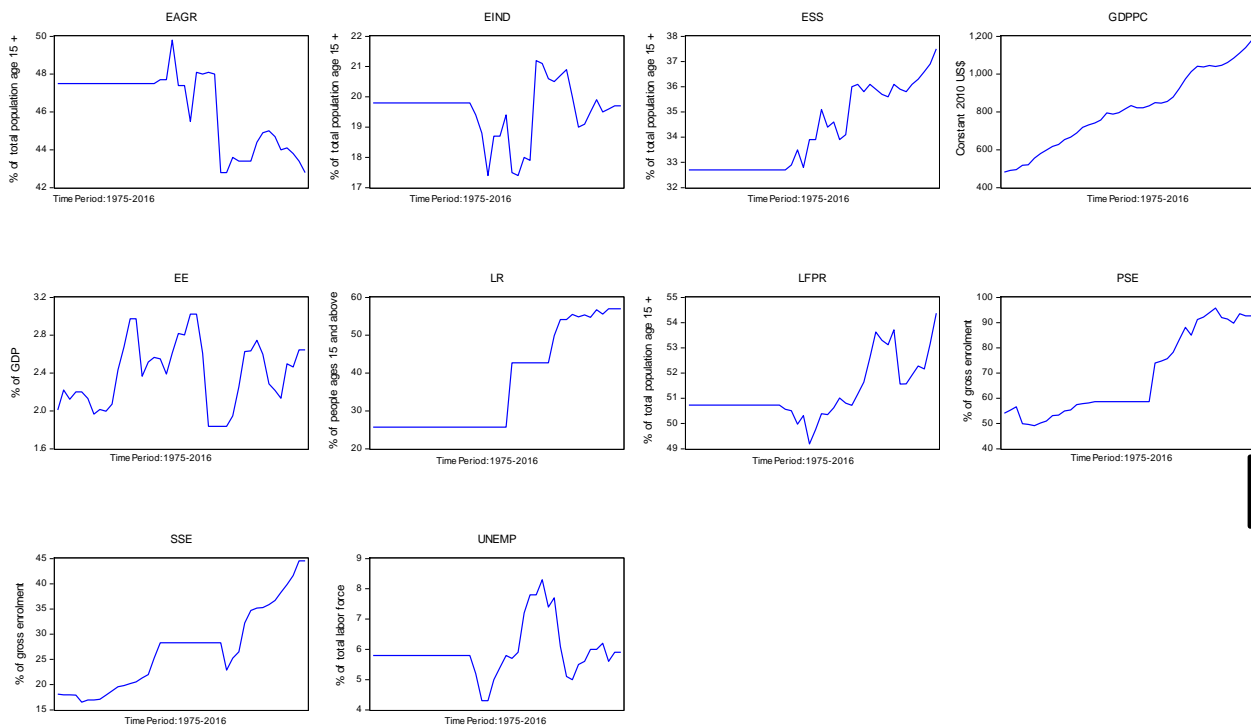 EAGR
% of total population age 15 +
50
48
46
44
42
Time Period: 1975-2016
EIND
% of total population age 15 +
22
21
20
19
18
17
Time Period: 1975-2016
ESS
% of total population age 15 +
38
37
36
35
34
33
32
Time Period: 1975-2016
GDPPC
Constant 2010 US$
1,200
1,000
800
600
400
Time Period: 1975-2016
EE
% of GDP
3.2
2.8
2.4
2.0
1.6
Time Period: 1975-2016
LR
% of people ages 15 and above
60
50
40
30
20
Time Period: 1975-2016
LFPR
% of total population age 15 +
55
54
53
52
51
50
49
Time Period: 1975-2016
PSE
% of gross enrolment
100
90
80
70
60
50
40
Time Period: 1975-2016
SSE
% of gross enrolment
45
40
35
30
25
20
15
Time Period: 1975-2016
UNEMP
% of total labor force
9
8
7
6
5
4
Time Period: 1975-2016